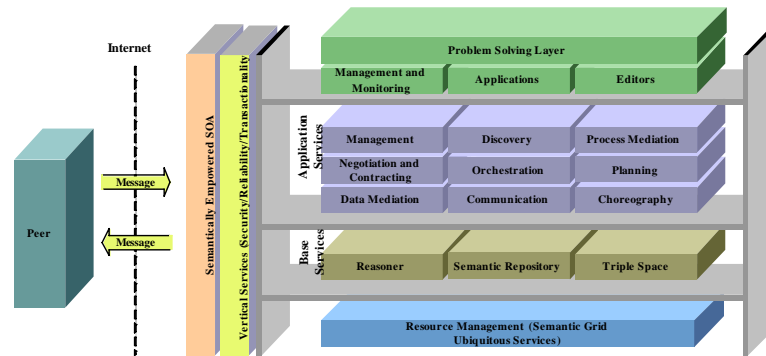 Internet
Peer
Message
Message
Semantically Empowered SOA
Vertical Services (Security/Reliability/Transactionality
Problem Solving Layer
Management and
Monitoring
Applications
Editors
Application
Services
Management
Discovery
Process Mediation
Negotiation and
Contracting
Orchestration
Planning
Data Mediation
Communication
Choreography
Base
Services
Reasoner
Semantic Repository
Triple Space
Resource Management (Semantic Grid
Ubiquitous Services)